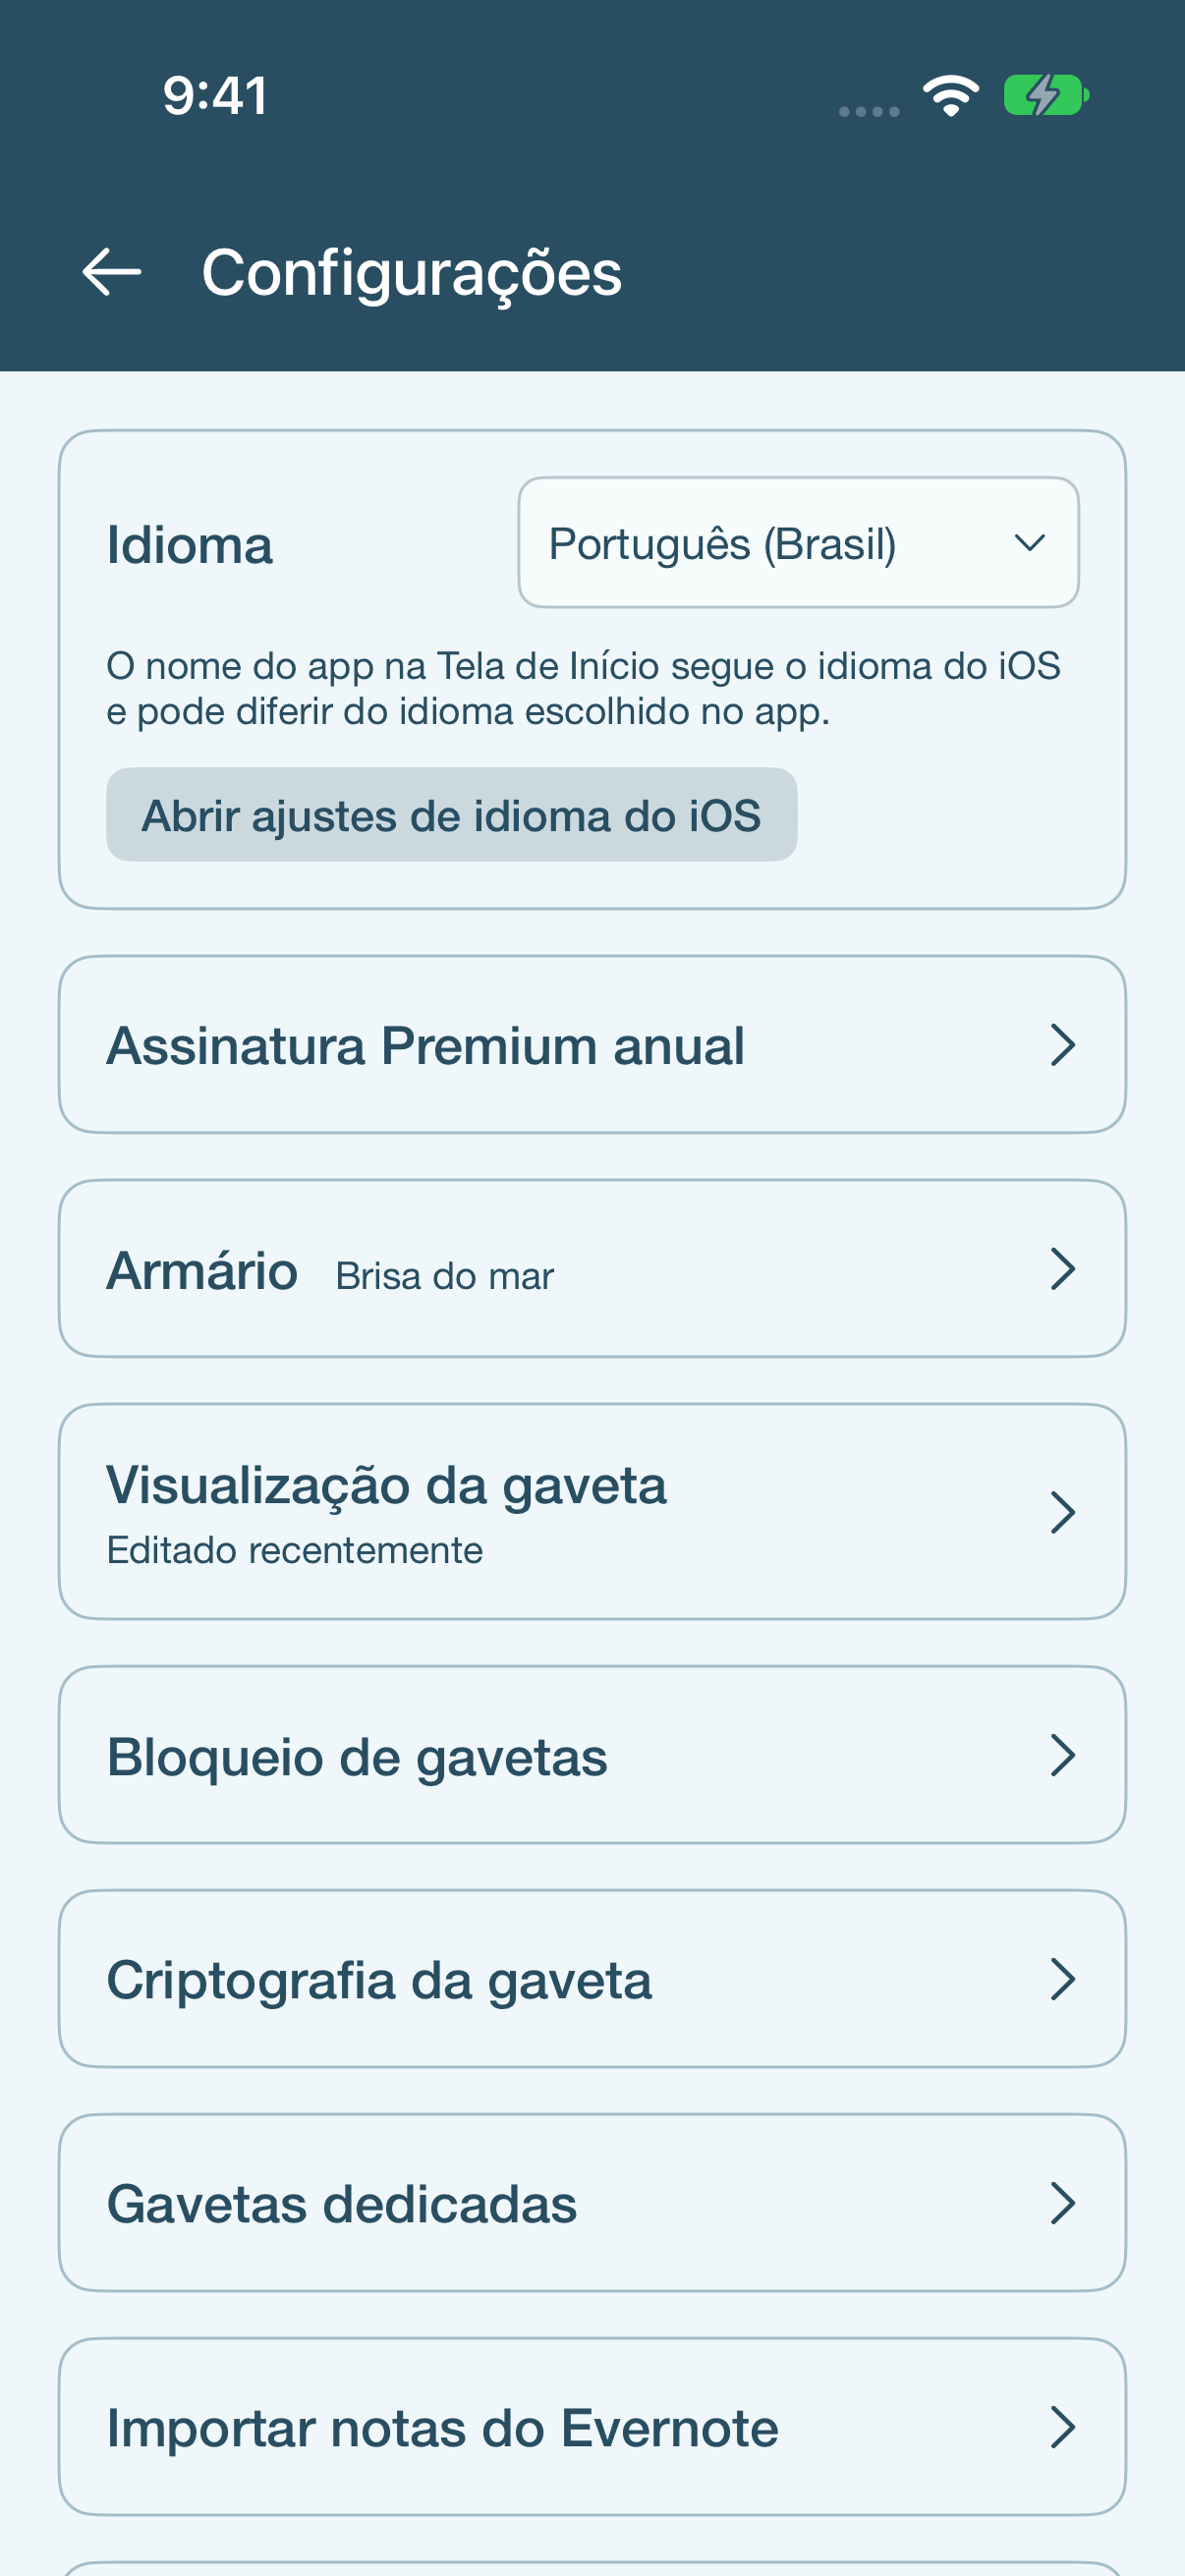 9:41
Configurações
Idioma
Português (Brasil)
O nome do app na Tela de Início segue o idioma do iOS
e pode diferir do idioma escolhido no app.
Abrir ajustes de idioma do iOS
Assinatura Premium anual
Armário Brisa do mar
Visualização da gaveta
Editado recentemente
Bloqueio de gavetas
Criptografia da gaveta
Gavetas dedicadas
Importar notas do Evernote